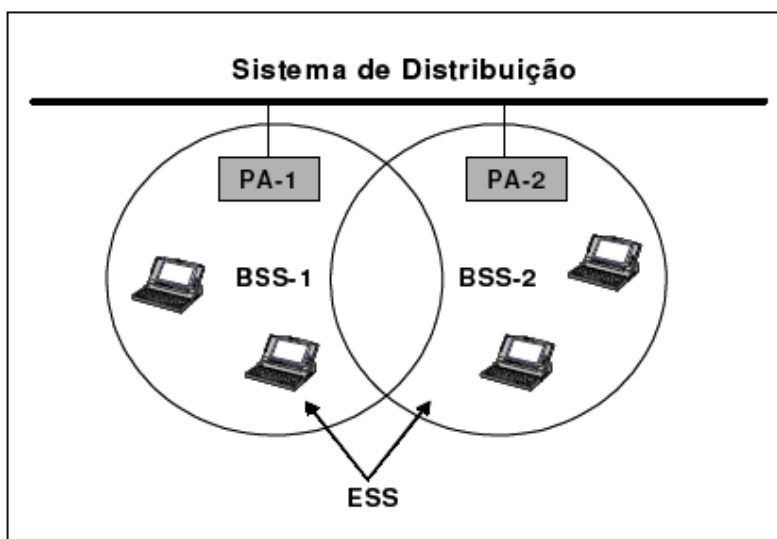 Sistema de Distribuição
PA-1
PA-2
BSS-1
BSS-2
ESS